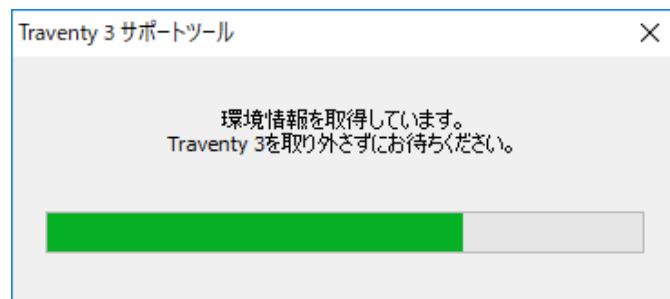 Traventy 3 サポートツール
環境情報を取得しています。
Traventy 3を取り外さずにお待ちください。